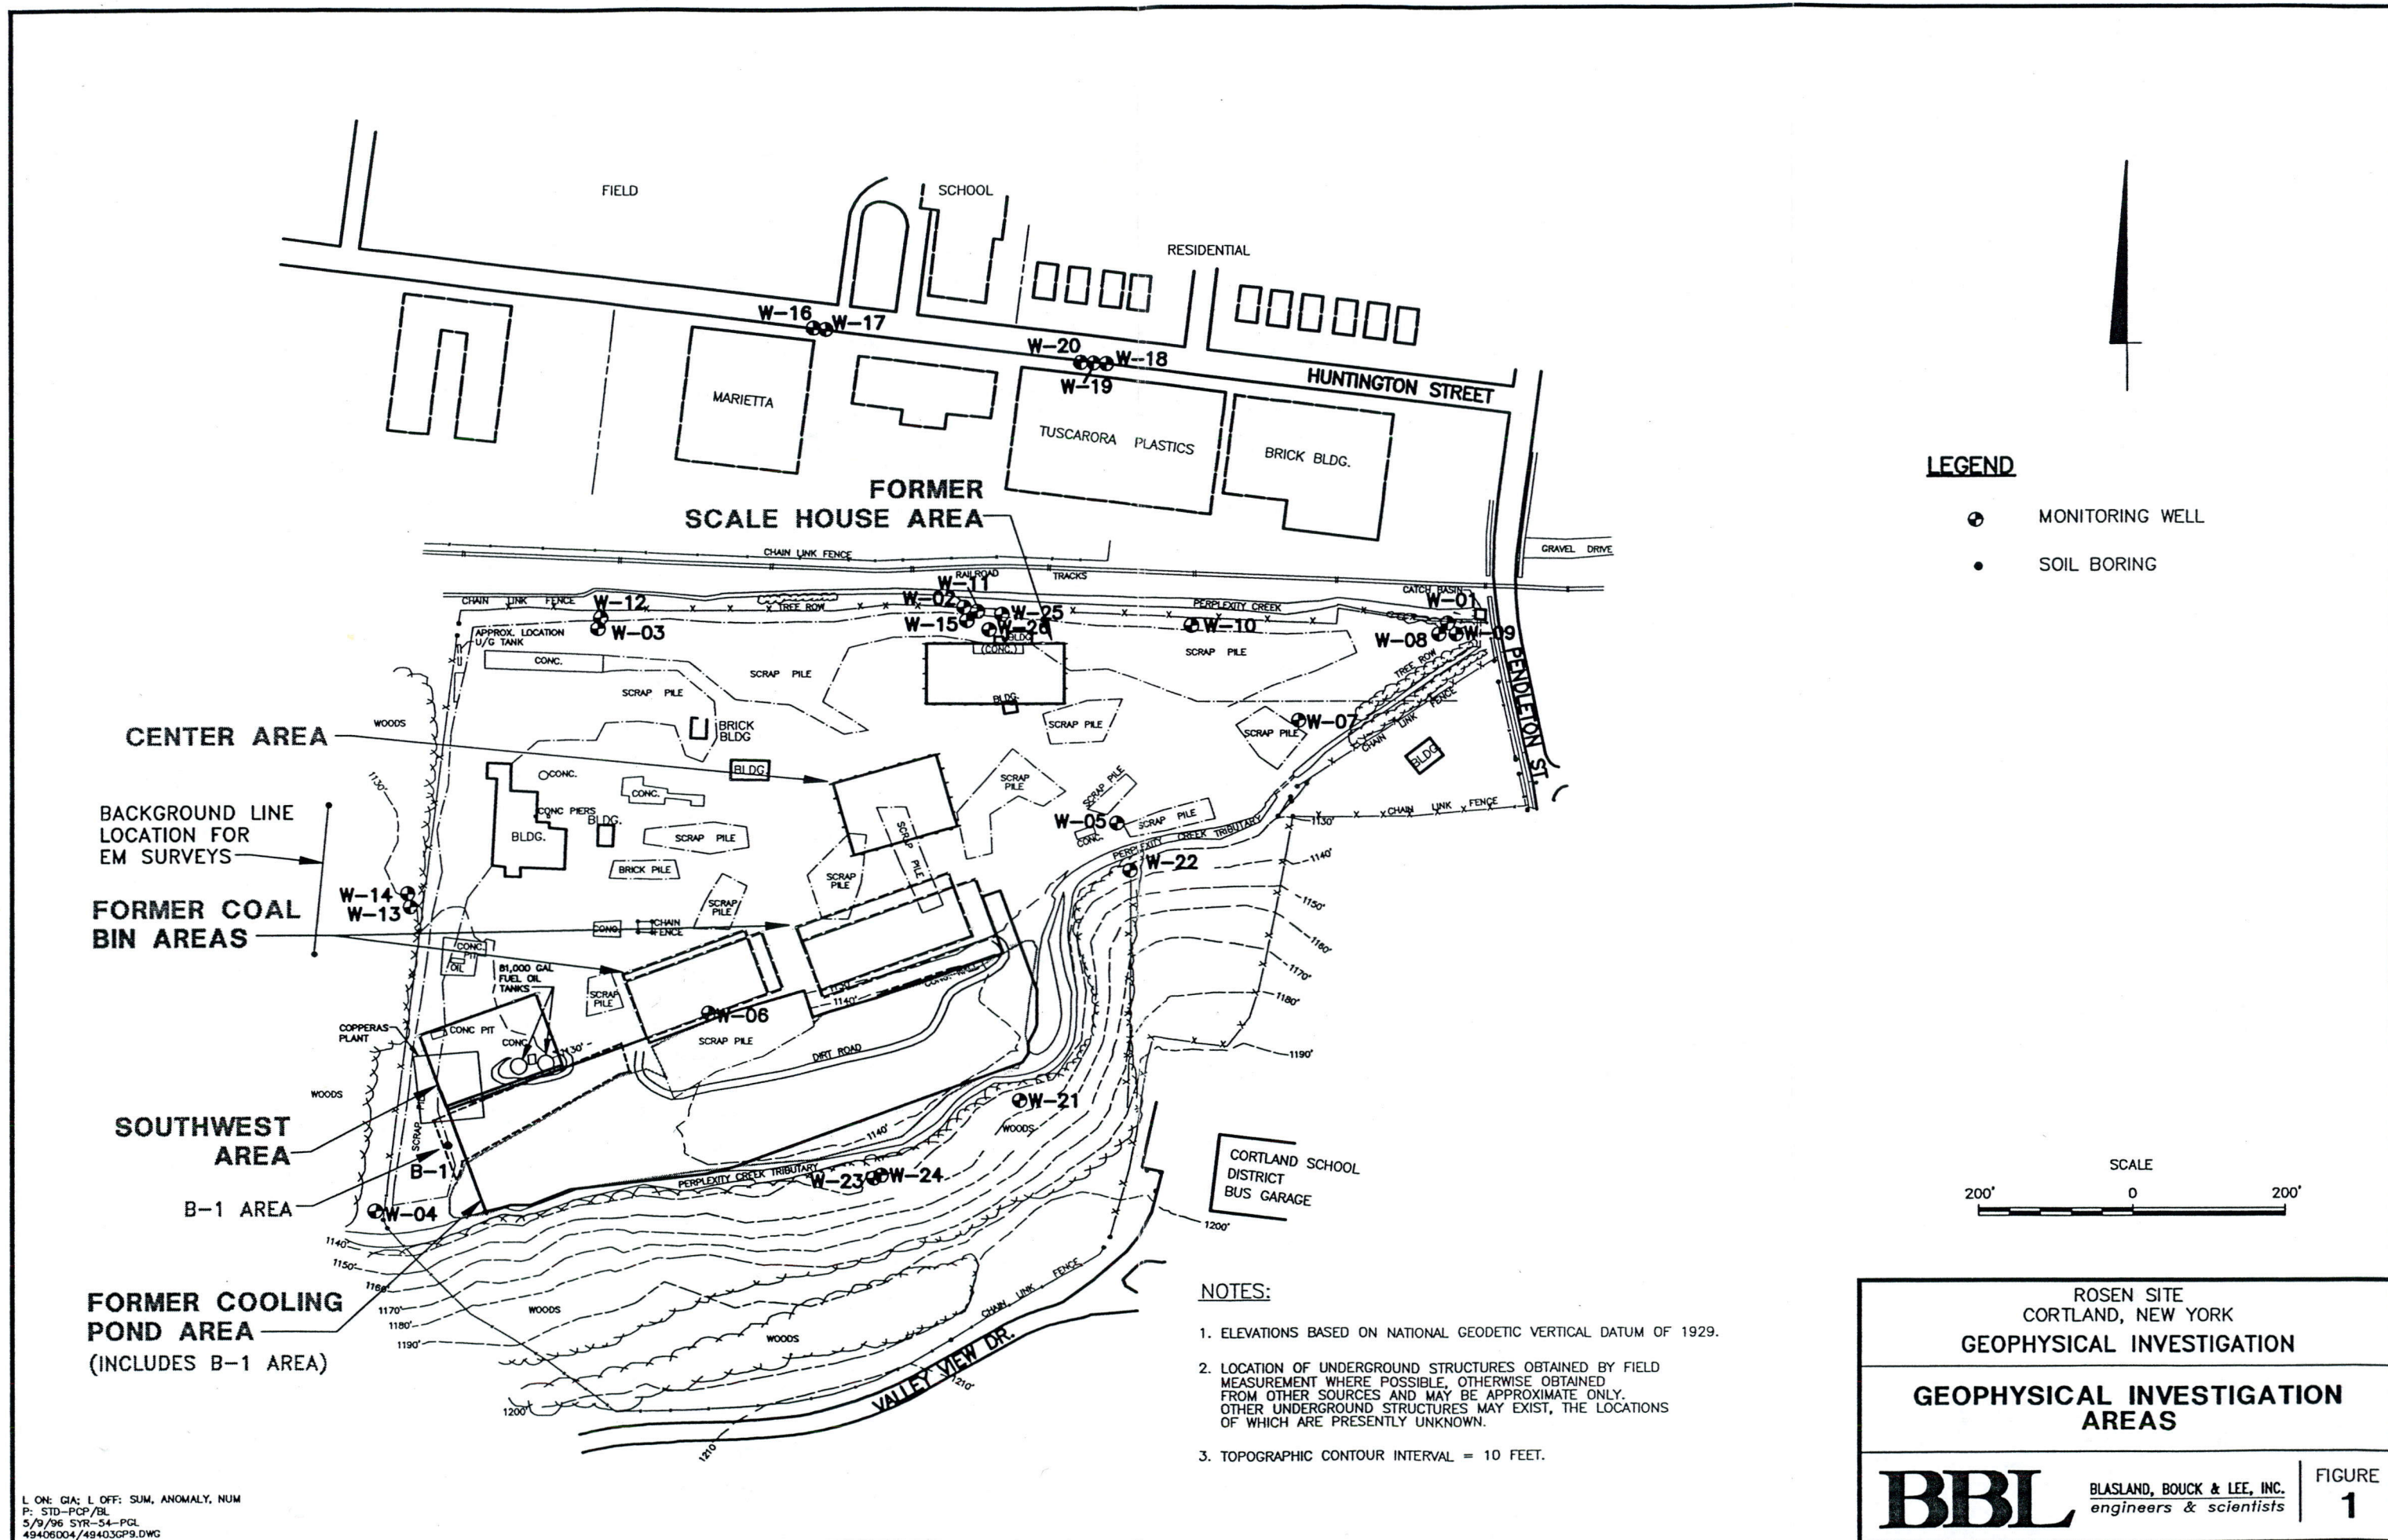 FIELD
SCHOOL
RESIDENTIAL
W-16
W-17
W-20
W-18
W-19
HUNTINGTON STREET
MARIETTA
TUSCARORA PLASTICS
BRICK BLDG.
FORMER
SCALE HOUSE AREA
CHAIN LINK FENCE
RAILROAD
TRACKS
GRAVEL DRIVE
LEGEND
MONITORING WELL
SOIL BORING
CHAIN LINK FENCE
W-12
W-03
TREE ROW
W-11
W-02
W-25
W-15
W-26
BLDG
(CONC.)
BLDG.
PERPLEXITY CREEK
W-10
CATCH BASIN
W-01
W-08
W-09
APPROX. LOCATION
U/G TANK
CONC.
SCRAP PILE
SCRAP PILE
SCRAP PILE
TREE ROW
CHAIN LINK FENCE
PENDLETON ST.
WOODS
BRICK
BLDG
SCRAP PILE
SCRAP PILE
W-07
BLDG.
CENTER AREA
1130'
CONC.
BLDG.
CONC.
SCRAP
PILE
SCRAP PILE
CONC PIERS
BLDG.
BLDG.
SCRAP PILE
SCRAP PILE
W-05
CONC.
SCRAP PILE
CHAIN LINK FENCE
PERPLEXITY CREEK TRIBUTARY
1130'
BACKGROUND LINE
LOCATION FOR
EM SURVEYS
BRICK PILE
SCRAP
PILE
SCRAP
PILE
W-22
1140'
1150'
1160'
1170'
1180'
1190'
W-14
W-13
FORMER COAL
BIN AREAS
CONC.
CHAIN
FENCE
CONC.
PIT
OIL
81,000 GAL
FUEL OIL
TANKS
SCRAP
PILE
1130'
1140'
CONC. WALL
W-06
SCRAP PILE
DIRT ROAD
COPPERAS
PLANT
CONC PIT
CONC.
1130'
WOODS
SCRAP PILE
SOUTHWEST
AREA
B-1
B-1 AREA
W-04
W-21
WOODS
1140'
PERPLEXITY CREEK TRIBUTARY
W-23
W-24
CORTLAND SCHOOL
DISTRICT
BUS GARAGE
1200'
1140'
1150'
1160'
1170'
1180'
1190'
1200'
1210'
1210'
WOODS
WOODS
CHAIN LINK FENCE
VALLEY VIEW DR.
FORMER COOLING
POND AREA
(INCLUDES B-1 AREA)
SCALE
200' 0 200'
NOTES:
1. ELEVATIONS BASED ON NATIONAL GEODETIC VERTICAL DATUM OF 1929.
2. LOCATION OF UNDERGROUND STRUCTURES OBTAINED BY FIELD
MEASUREMENT WHERE POSSIBLE, OTHERWISE OBTAINED
FROM OTHER SOURCES AND MAY BE APPROXIMATE ONLY.
OTHER UNDERGROUND STRUCTURES MAY EXIST, THE LOCATIONS
OF WHICH ARE PRESENTLY UNKNOWN.
3. TOPOGRAPHIC CONTOUR INTERVAL = 10 FEET.
ROSEN SITE
CORTLAND, NEW YORK
GEOPHYSICAL INVESTIGATION
GEOPHYSICAL INVESTIGATION
AREAS
BBL
BLASLAND, BOUCK & LEE, INC.
engineers & scientists
FIGURE
1
L ON: GIA; L OFF: SUM, ANOMALY, NUM
P: STD-PCP/BL
5/9/96 SYR-54-PGL
49406004/49403GP9.DWG